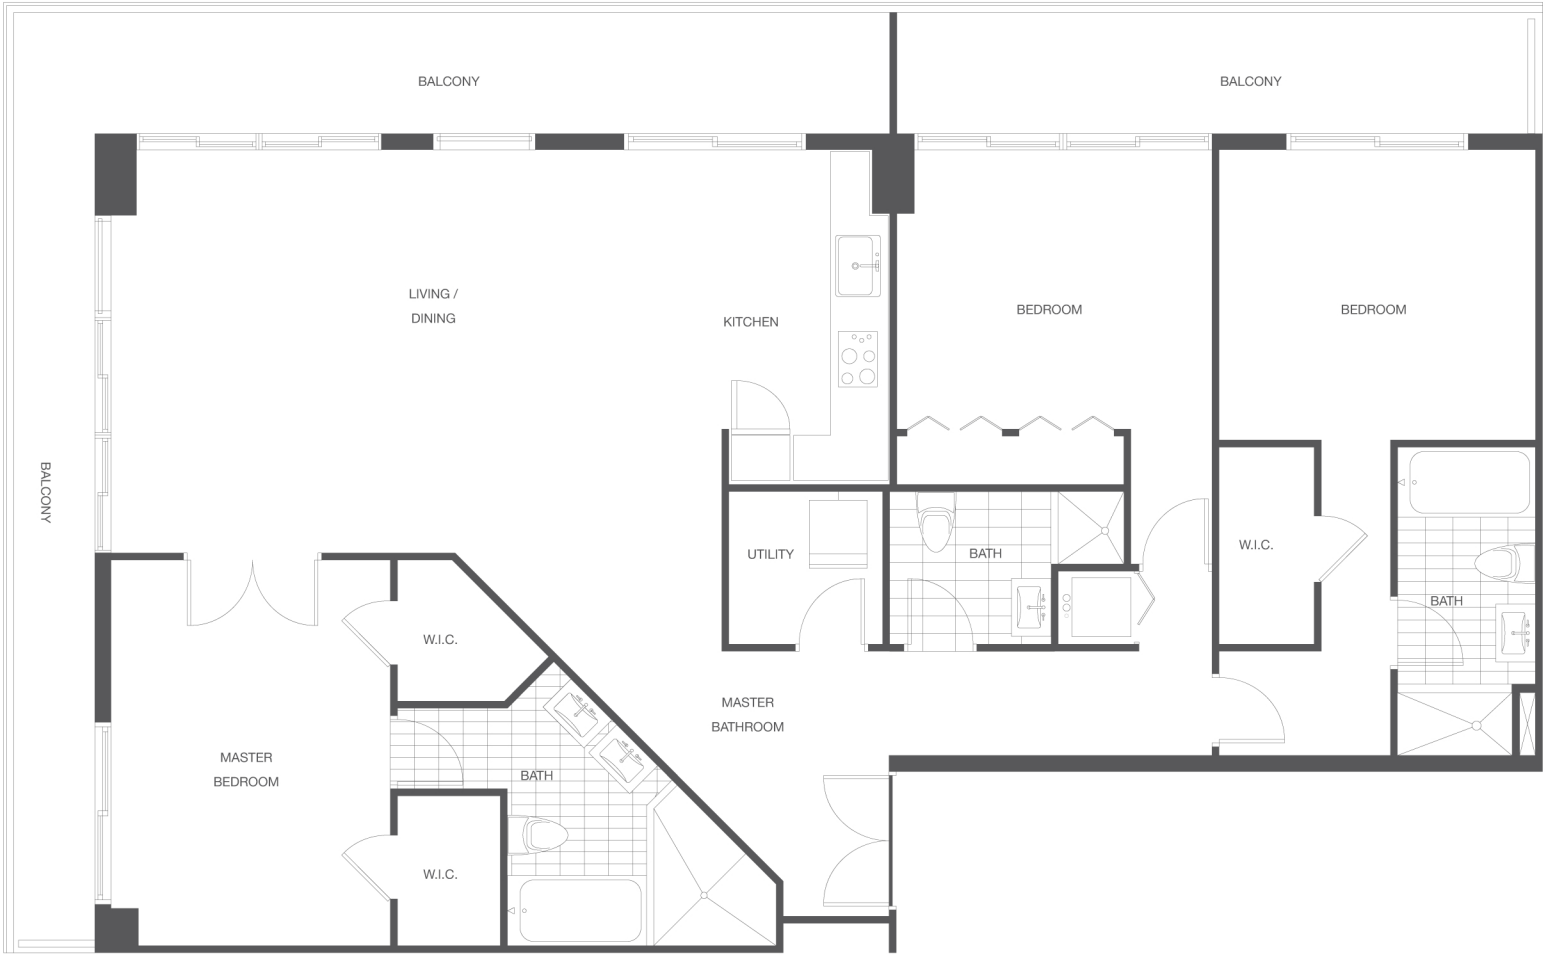 BALCONY
BALCONY
LIVING /
DINING
KITCHEN
BEDROOM
BEDROOM
BALCONY
UTILITY
BATH
W.I.C.
BATH
W.I.C.
MASTER
BATHROOM
MASTER
BEDROOM
BATH
W.I.C.